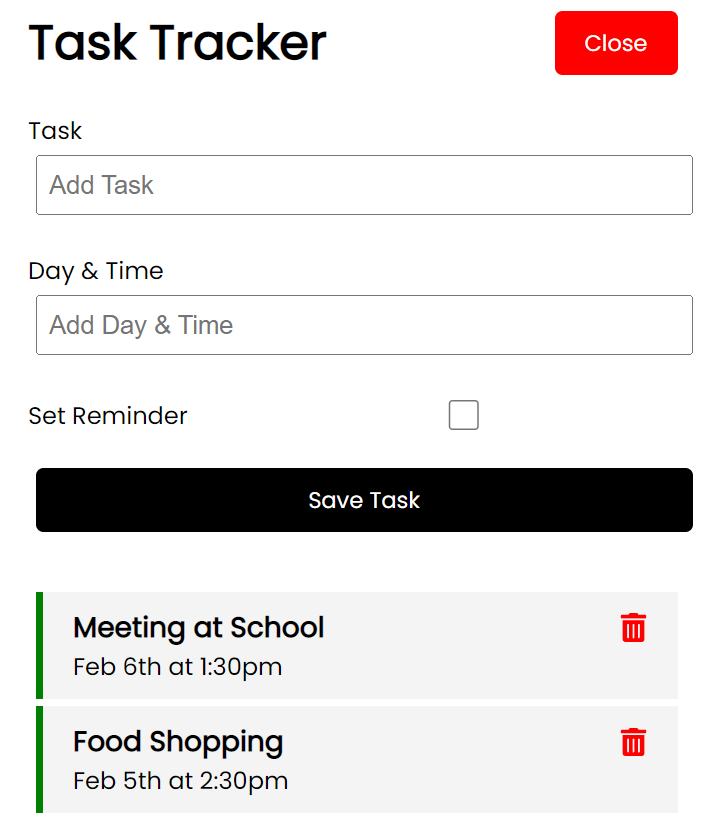 Task Tracker
Close
Task
Add Task
Day & Time
Add Day & Time
Set Reminder
Save Task
Meeting at School
Feb 6th at 1:30pm
Food Shopping
Feb 5th at 2:30pm